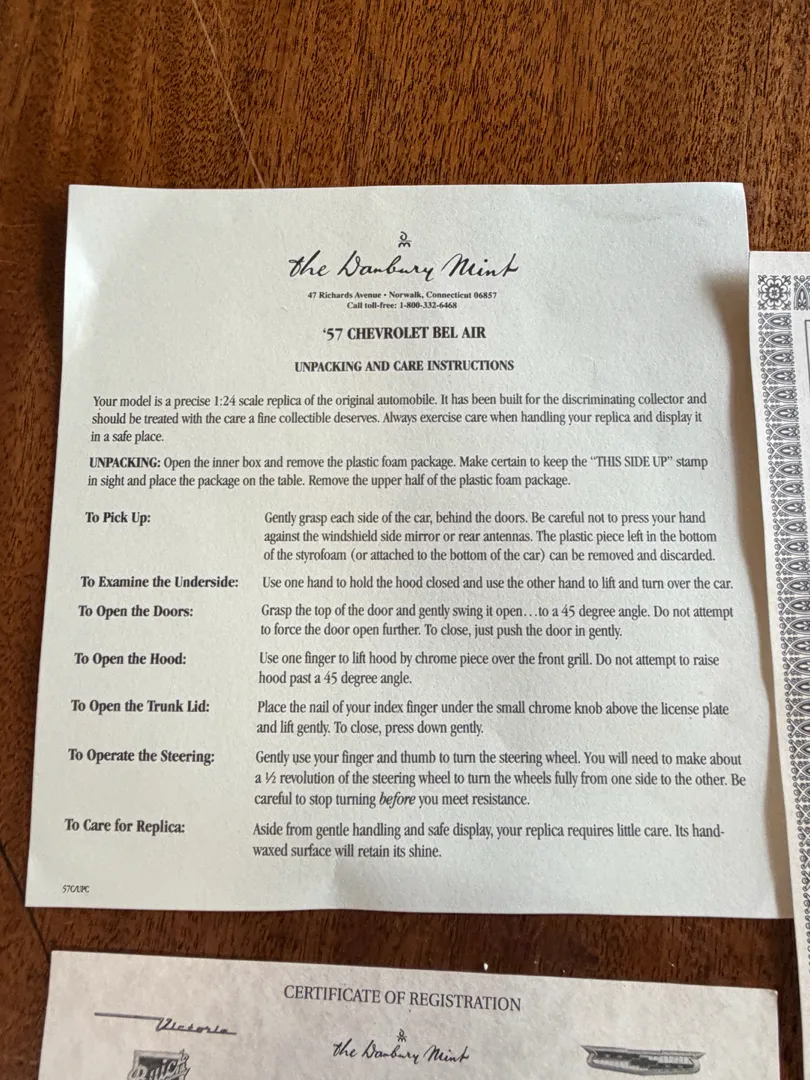 the Danbury Mint
47 Richards Avenue • Norwalk, Connecticut 06857
Call toll-free: 1-800-332-6468
'57 CHEVROLET BEL AIR
UNPACKING AND CARE INSTRUCTIONS
Your model is a precise 1:24 scale replica of the original automobile. It has been built for the discriminating collector and
should be treated with the care a fine collectible deserves. Always exercise care when handling your replica and display it
in a safe place.
UNPACKING: Open the inner box and remove the plastic foam package. Make certain to keep the “THIS SIDE UP” stamp
in sight and place the package on the table. Remove the upper half of the plastic foam package.
To Pick Up: Gently grasp each side of the car, behind the doors. Be careful not to press your hand
against the windshield side mirror or rear antennas. The plastic piece left in the bottom
of the styrofoam (or attached to the bottom of the car) can be removed and discarded.
To Examine the Underside: Use one hand to hold the hood closed and use the other hand to lift and turn over the car.
To Open the Doors: Grasp the top of the door and gently swing it open…to a 45 degree angle. Do not attempt
to force the door open further. To close, just push the door in gently.
To Open the Hood: Use one finger to lift hood by chrome piece over the front grill. Do not attempt to raise
hood past a 45 degree angle.
To Open the Trunk Lid: Place the nail of your index finger under the small chrome knob above the license plate
and lift gently. To close, press down gently.
To Operate the Steering: Gently use your finger and thumb to turn the steering wheel. You will need to make about
a ½ revolution of the steering wheel to turn the wheels fully from one side to the other. Be
careful to stop turning before you meet resistance.
To Care for Replica: Aside from gentle handling and safe display, your replica requires little care. Its hand-
waxed surface will retain its shine.
57C/UPC
CERTIFICATE OF REGISTRATION
Victoria
the Danbury Mint
Buick